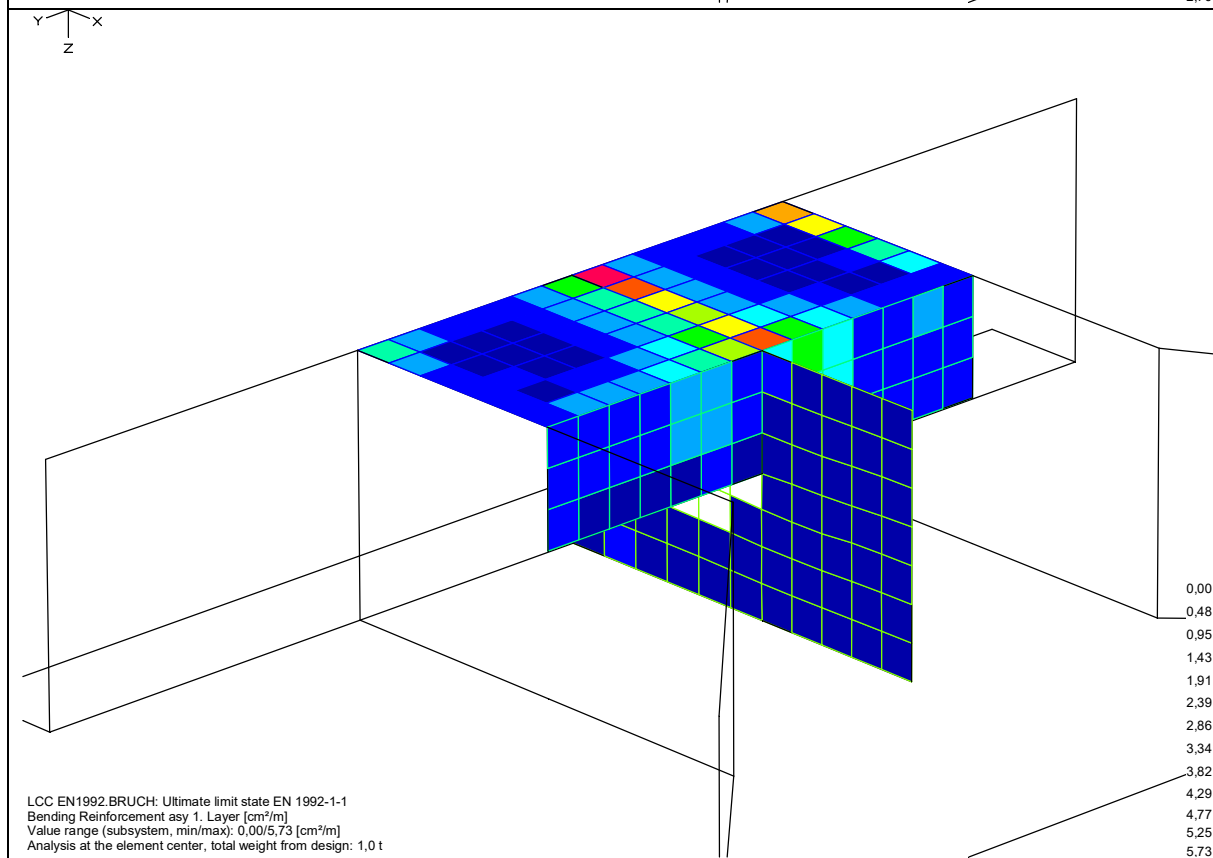 Y X
Z
0,00
0,48
0,95
1,43
1,91
2,39
2,86
3,34
3,82
4,29
4,77
5,25
5,73
LCC EN1992.BRUCH: Ultimate limit state EN 1992-1-1
Bending Reinforcement asy 1. Layer [cm²/m]
Value range (subsystem, min/max): 0,00/5,73 [cm²/m]
Analysis at the element center, total weight from design: 1,0 t